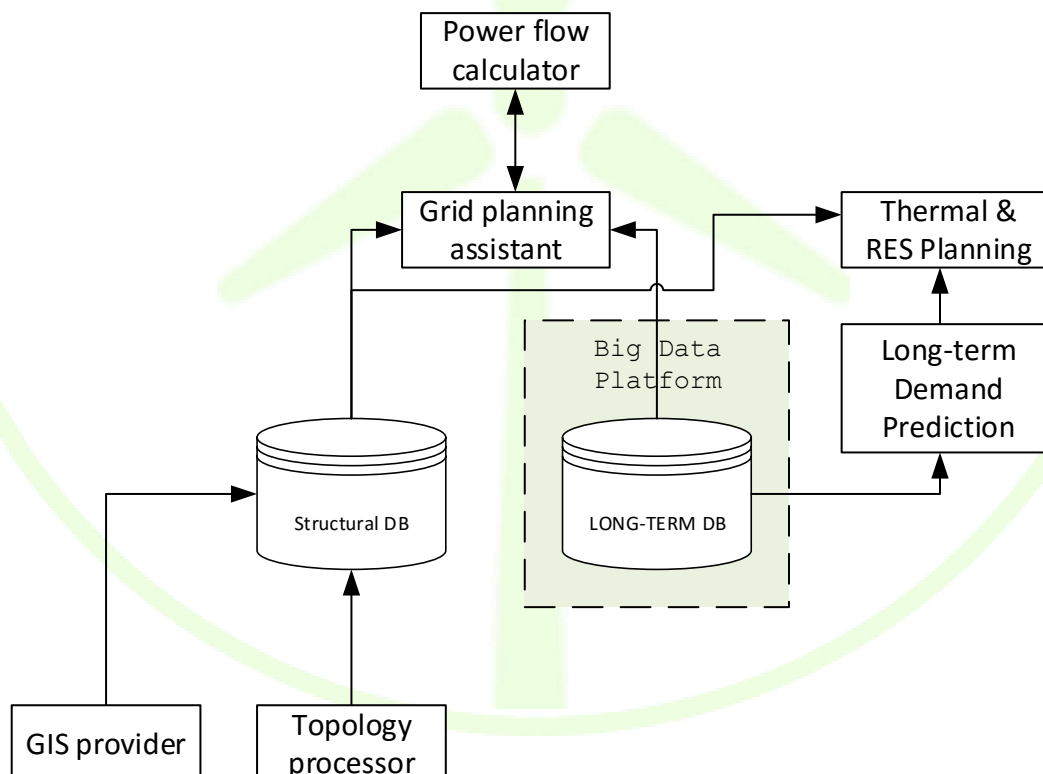 Power flow
calculator
Grid planning
assistant
Thermal &
RES Planning
Big Data
Platform
Long-term
Demand
Prediction
Structural DB
LONG-TERM DB
GIS provider
Topology
processor